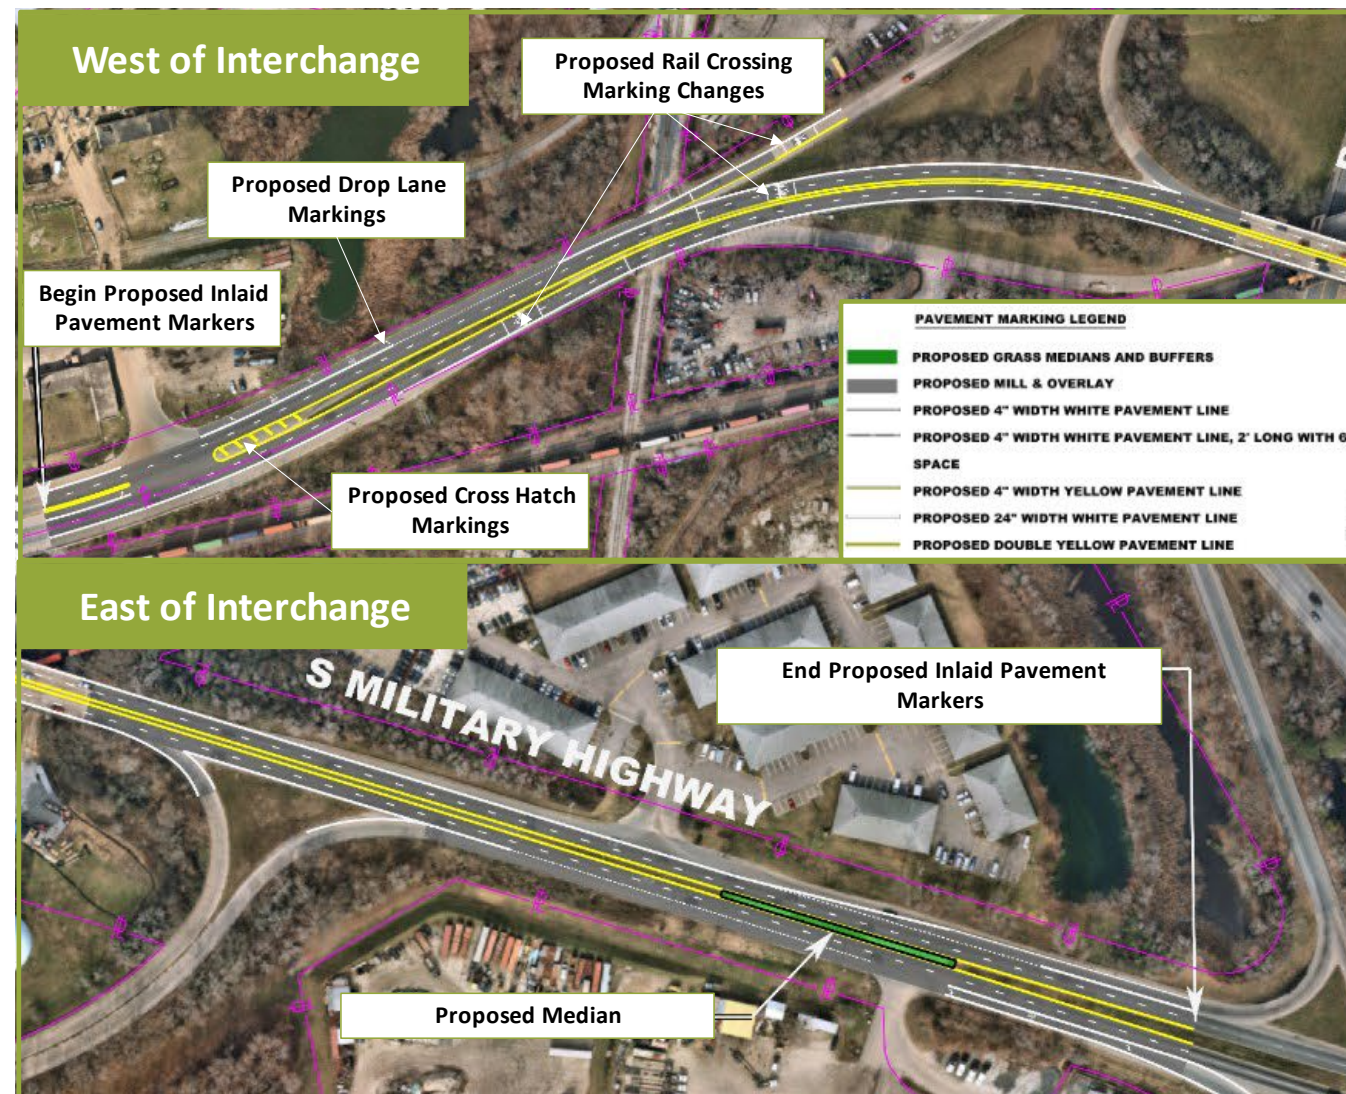 West of Interchange
Proposed Rail Crossing
Marking Changes
Proposed Drop Lane
Markings
Begin Proposed Inlaid
Pavement Markers
Proposed Cross Hatch
Markings
PAVEMENT MARKING LEGEND
PROPOSED GRASS MEDIANS AND BUFFERS
PROPOSED MILL & OVERLAY
PROPOSED 4" WIDTH WHITE PAVEMENT LINE
PROPOSED 4" WIDTH WHITE PAVEMENT LINE, 2' LONG WITH 6
SPACE
PROPOSED 4" WIDTH YELLOW PAVEMENT LINE
PROPOSED 24" WIDTH WHITE PAVEMENT LINE
PROPOSED DOUBLE YELLOW PAVEMENT LINE
East of Interchange
S MILITARY HIGHWAY
End Proposed Inlaid Pavement
Markers
Proposed Median